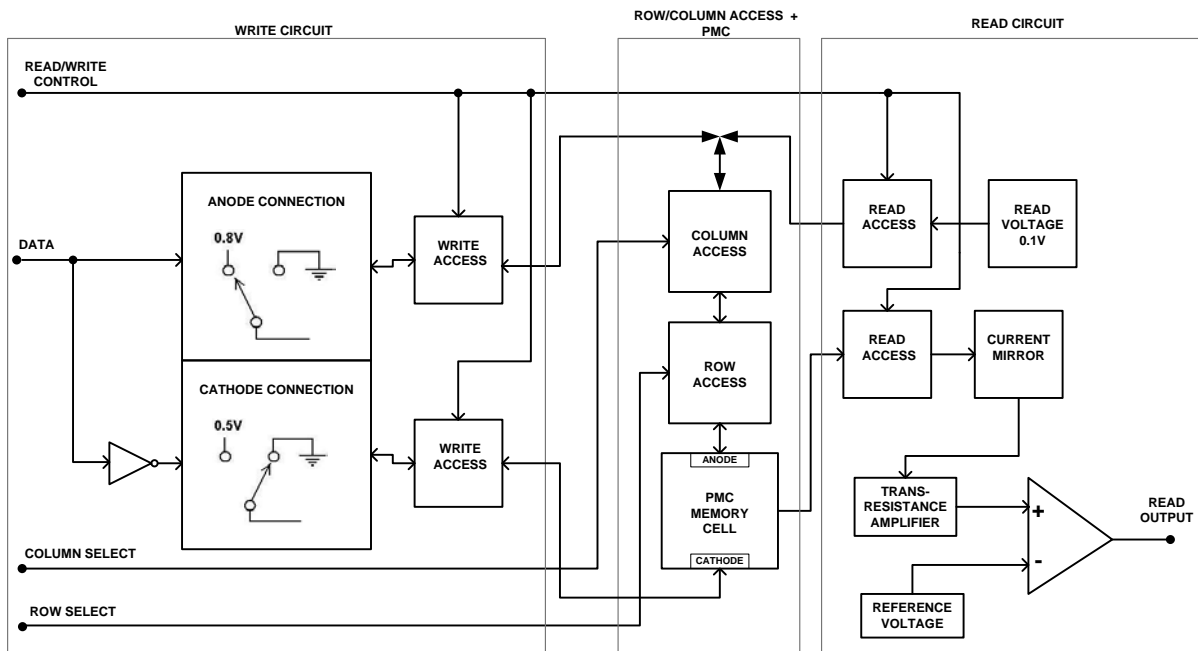 WRITE CIRCUIT
ROW/COLUMN ACCESS +
PMC
READ CIRCUIT
READ/WRITE
CONTROL
ANODE CONNECTION
0.8V
DATA
WRITE
ACCESS
COLUMN
ACCESS
READ
ACCESS
READ
VOLTAGE
0.1V
CATHODE CONNECTION
0.5V
WRITE
ACCESS
ROW
ACCESS
READ
ACCESS
CURRENT
MIRROR
ANODE
PMC
MEMORY
CELL
CATHODE
TRANS-
RESISTANCE
AMPLIFIER
+
-
READ
OUTPUT
COLUMN SELECT
ROW SELECT
REFERENCE
VOLTAGE